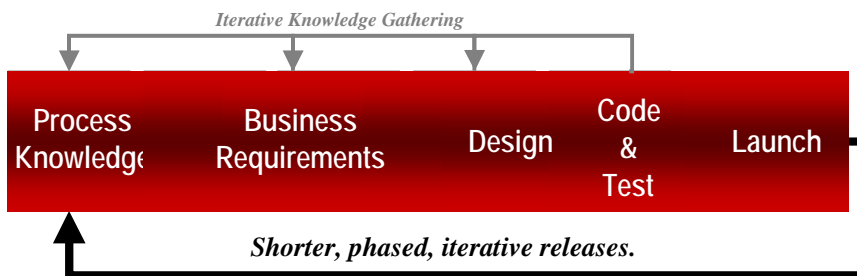 Iterative Knowledge Gathering
Process
Knowledge
Business
Requirements
Design
Code
&
Test
Launch
Shorter, phased, iterative releases.